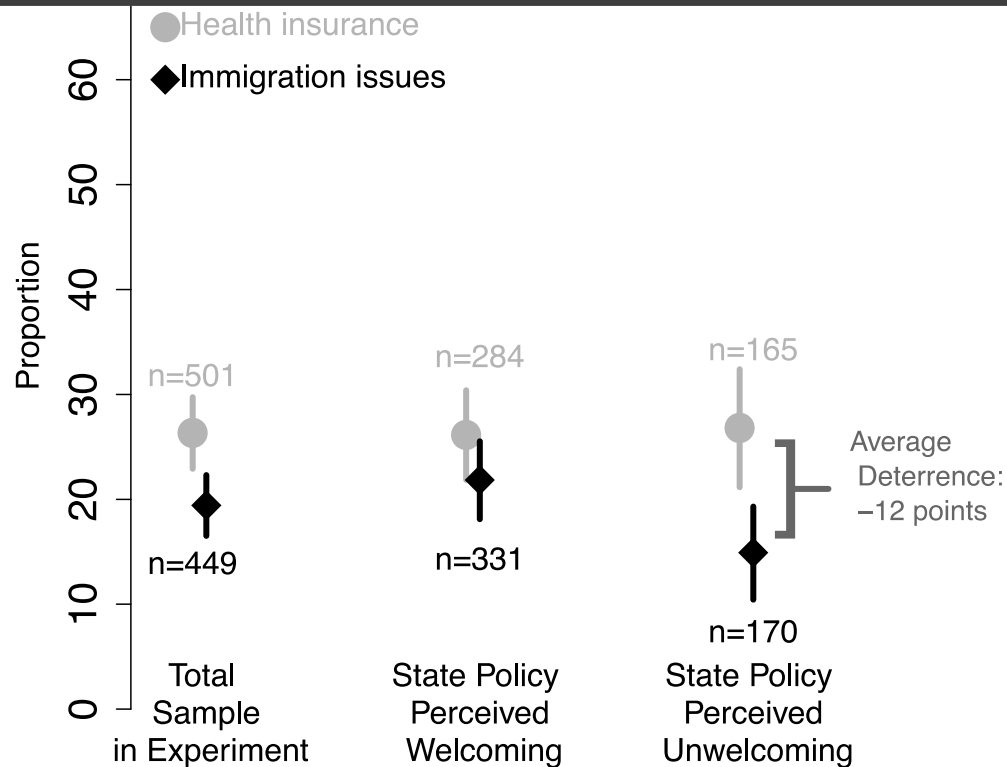 Health insurance
Immigration issues
Proportion
60
50
40
30
20
10
0
n=501
n=449
n=284
n=331
n=165
n=170
Average
Deterrence:
−12 points
Total
Sample
in Experiment
State Policy
Perceived
Welcoming
State Policy
Perceived
Unwelcoming